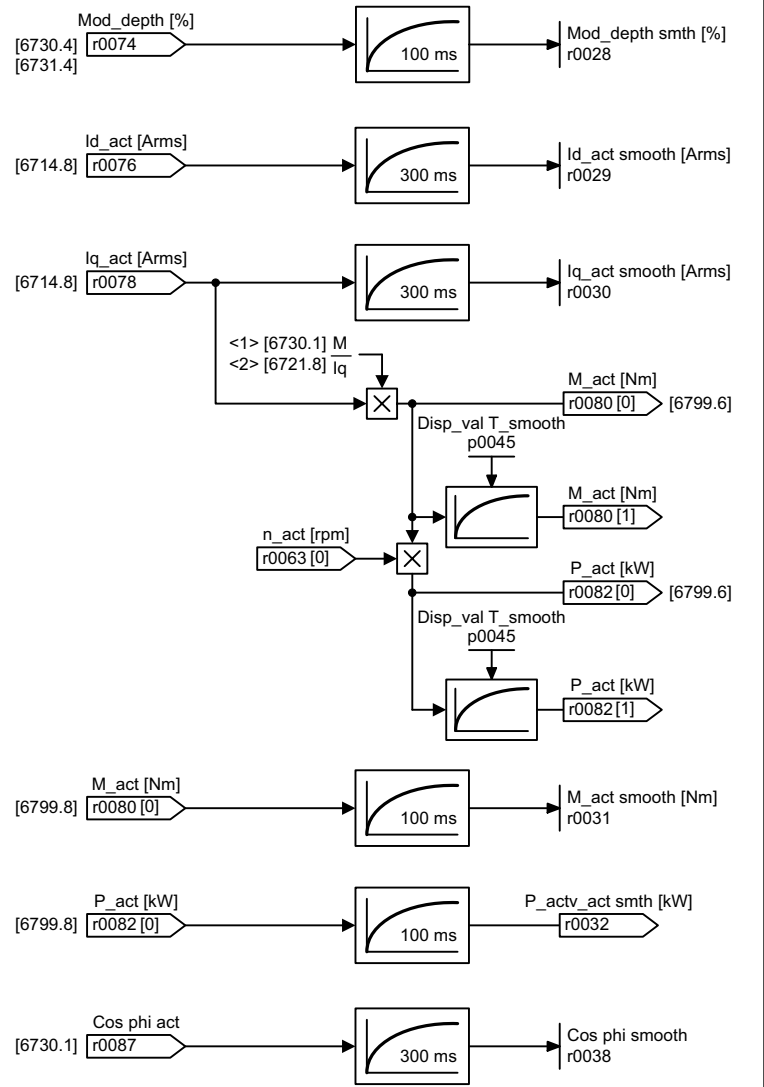 Mod_depth [%]
[6730.4] r0074
[6731.4]
100 ms
Mod_depth smth [%]
r0028
Id_act [Arms]
[6714.8] r0076
300 ms
Id_act smooth [Arms]
r0029
Iq_act [Arms]
[6714.8] r0078
300 ms
Iq_act smooth [Arms]
r0030
<1> [6730.1] M
<2> [6721.8] Iq
M_act [Nm]
r0080 [0] [6799.6]
Disp_val T_smooth
p0045
M_act [Nm]
r0080 [1]
n_act [rpm]
r0063 [0]
P_act [kW]
r0082 [0] [6799.6]
Disp_val T_smooth
p0045
P_act [kW]
r0082 [1]
M_act [Nm]
[6799.8] r0080 [0]
100 ms
M_act smooth [Nm]
r0031
P_act [kW]
[6799.8] r0082 [0]
100 ms
P_actv_act smth [kW]
r0032
Cos phi act
[6730.1] r0087
300 ms
Cos phi smooth
r0038